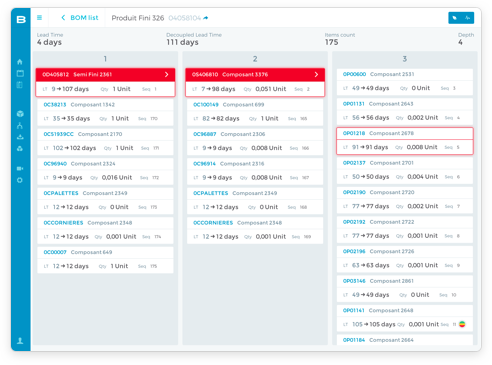 BOM list
Produit Fini 326 04058104
Lead Time
4 days
Decoupled Lead Time
111 days
Items count
175
Depth
4
1
0D405812 Semi Fini 2361
LT 9 → 107 days Qty 1 Unit Seq 1
0C38213 Composant 1342
LT 35 → 35 days Qty 1 Unit Seq 170
0C51939CC Composant 2170
LT 102 → 102 days Qty 1 Unit Seq 171
0C96940 Composant 2324
LT 9 → 9 days Qty 0,016 Unit Seq 172
0CPALETTES Composant 2349
LT 12 → 12 days Qty 0 Unit Seq 173
0CCORNIERES Composant 2348
LT 12 → 12 days Qty 0,001 Unit Seq 174
0C00007 Composant 649
LT 12 → 12 days Qty 1 Unit Seq 175
2
0S406810 Composant 3376
LT 7 → 98 days Qty 0,051 Unit Seq 2
0C100149 Composant 699
LT 82 → 82 days Qty 1 Unit Seq 165
0C96887 Composant 2306
LT 9 → 9 days Qty 0,008 Unit Seq 166
0C96914 Composant 2316
LT 9 → 9 days Qty 0,008 Unit Seq 167
0CPALETTES Composant 2349
LT 12 → 12 days Qty 0 Unit Seq 168
0CCORNIERES Composant 2348
LT 12 → 12 days Qty 0,001 Unit Seq 169
3
0P00600 Composant 2531
LT 49 → 49 days Qty 0 Unit Seq 3
0P01131 Composant 2643
LT 56 → 56 days Qty 0,002 Unit Seq 4
0P01218 Composant 2676
LT 91 → 91 days Qty 0,008 Unit Seq 5
0P02137 Composant 2701
LT 50 → 50 days Qty 0,004 Unit Seq 6
0P02190 Composant 2720
LT 77 → 77 days Qty 0,002 Unit Seq 7
0P02192 Composant 2722
LT 77 → 77 days Qty 0,001 Unit Seq 8
0P02196 Composant 2726
LT 63 → 63 days Qty 0,001 Unit Seq 9
0P03146 Composant 2861
LT 49 → 49 days Qty 0 Unit Seq 10
0P01141 Composant 2648
LT 105 → 105 days Qty 0,001 Unit Seq 11
0P01184 Composant 2664